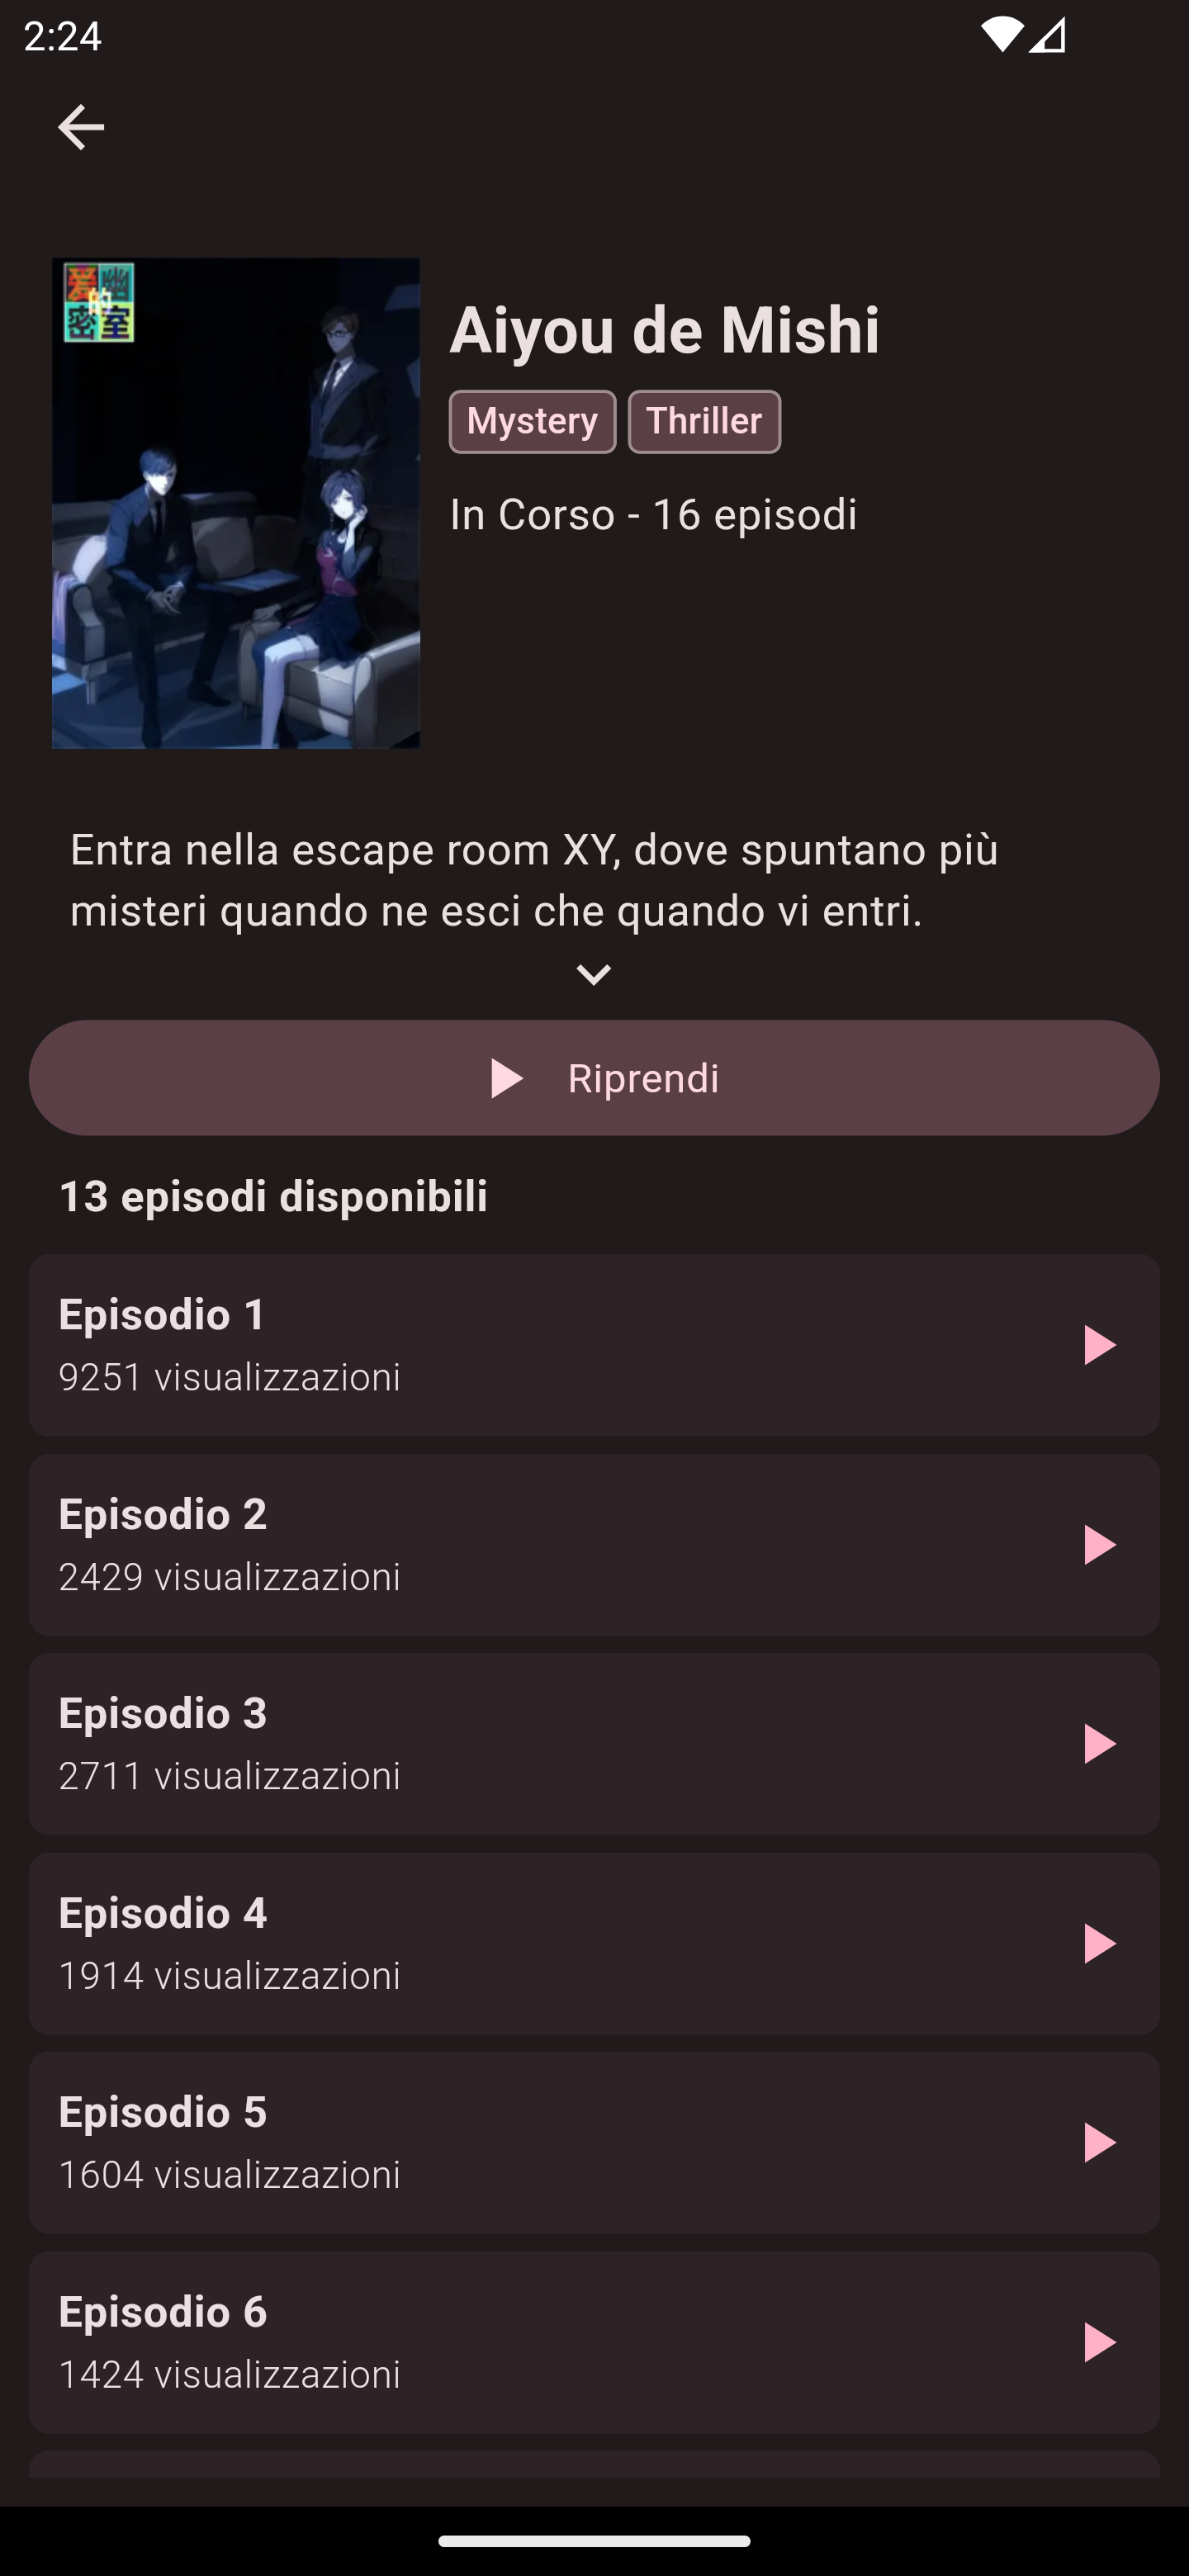 2:24
爱幽
的
密室
Aiyou de Mishi
Mystery
Thriller
In Corso - 16 episodi
Entra nella escape room XY, dove spuntano più
misteri quando ne esci che quando vi entri.
Riprendi
13 episodi disponibili
Episodio 1
9251 visualizzazioni
Episodio 2
2429 visualizzazioni
Episodio 3
2711 visualizzazioni
Episodio 4
1914 visualizzazioni
Episodio 5
1604 visualizzazioni
Episodio 6
1424 visualizzazioni